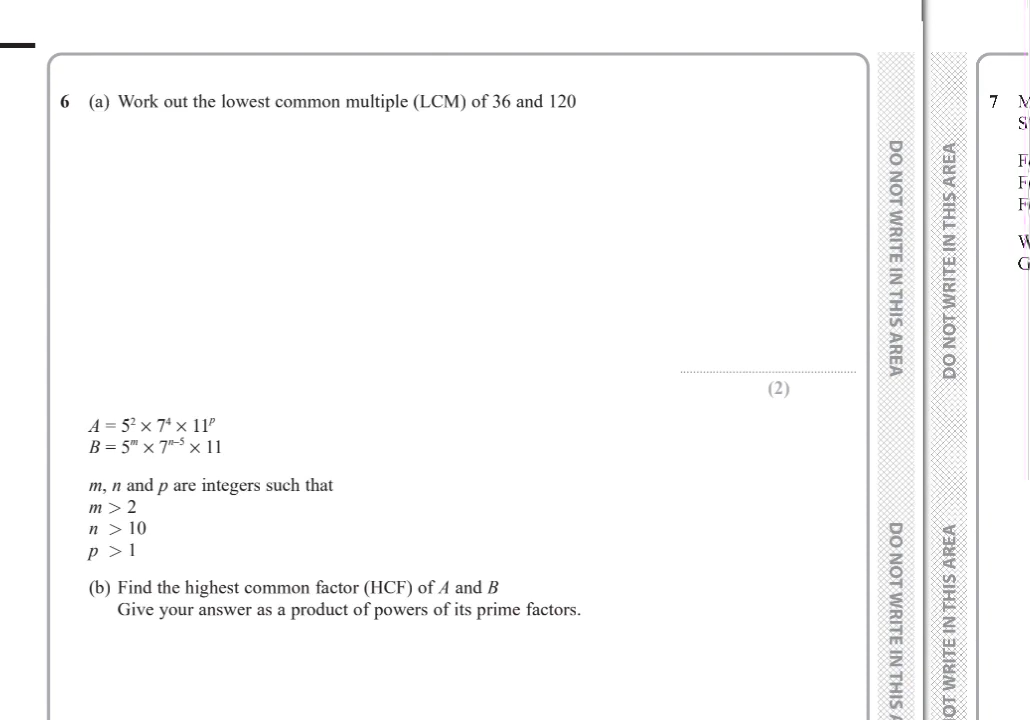 6 (a) Work out the lowest common multiple (LCM) of 36 and 120
(2)
A = 5² × 7⁴ × 11ᵖ
B = 5ᵐ × 7ⁿ⁻⁵ × 11
m, n and p are integers such that
m > 2
n > 10
p > 1
(b) Find the highest common factor (HCF) of A and B
Give your answer as a product of powers of its prime factors.
DO NOT WRITE IN THIS AREA
DO NOT WRITE IN THIS
DO NOT WRITE IN THIS AREA
WRITE IN THIS AREA
7